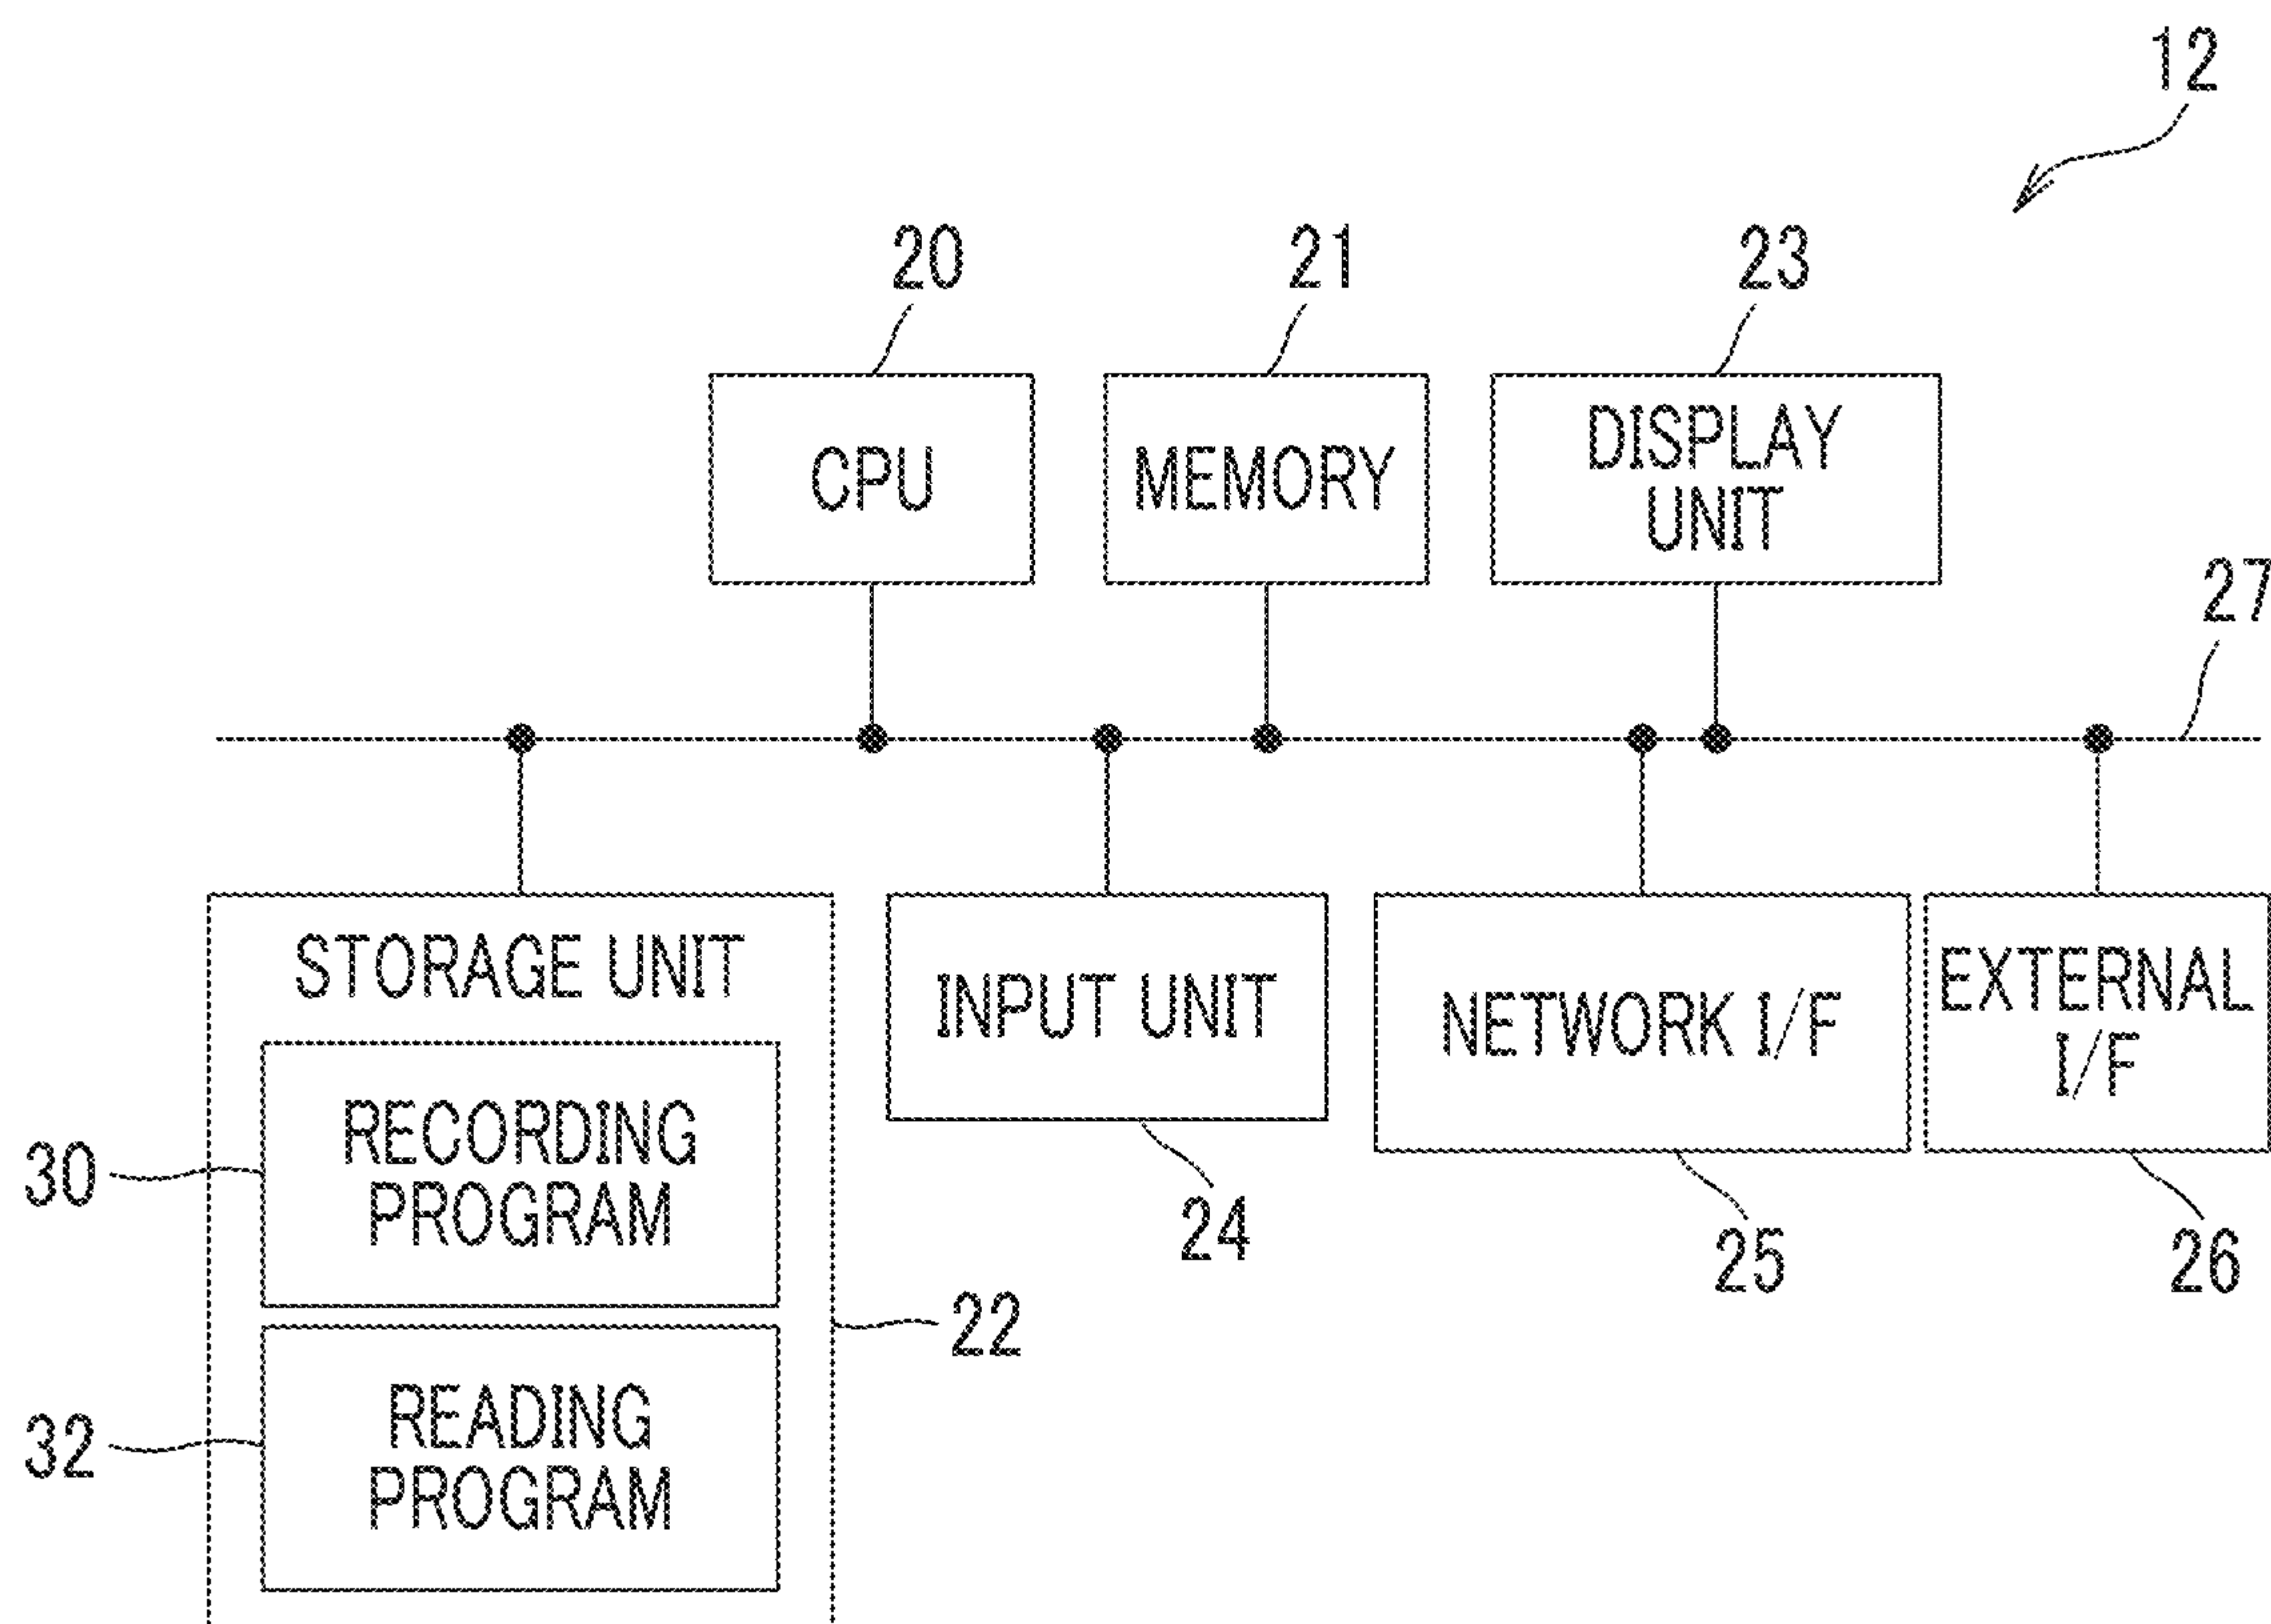 12
20
21
23
CPU
MEMORY
DISPLAY
UNIT
27
STORAGE UNIT
INPUT UNIT
NETWORK I/F
EXTERNAL
I/F
30
RECORDING
PROGRAM
24
25
26
22
32
READING
PROGRAM